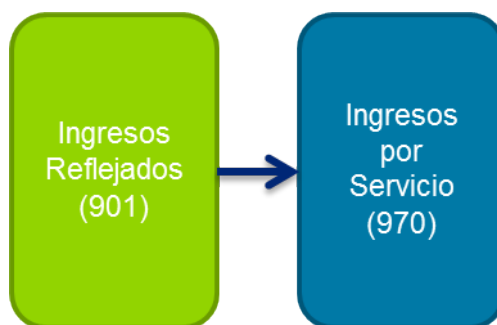 Ingresos
Reflejados
(901)
Ingresos
por
Servicio
(970)